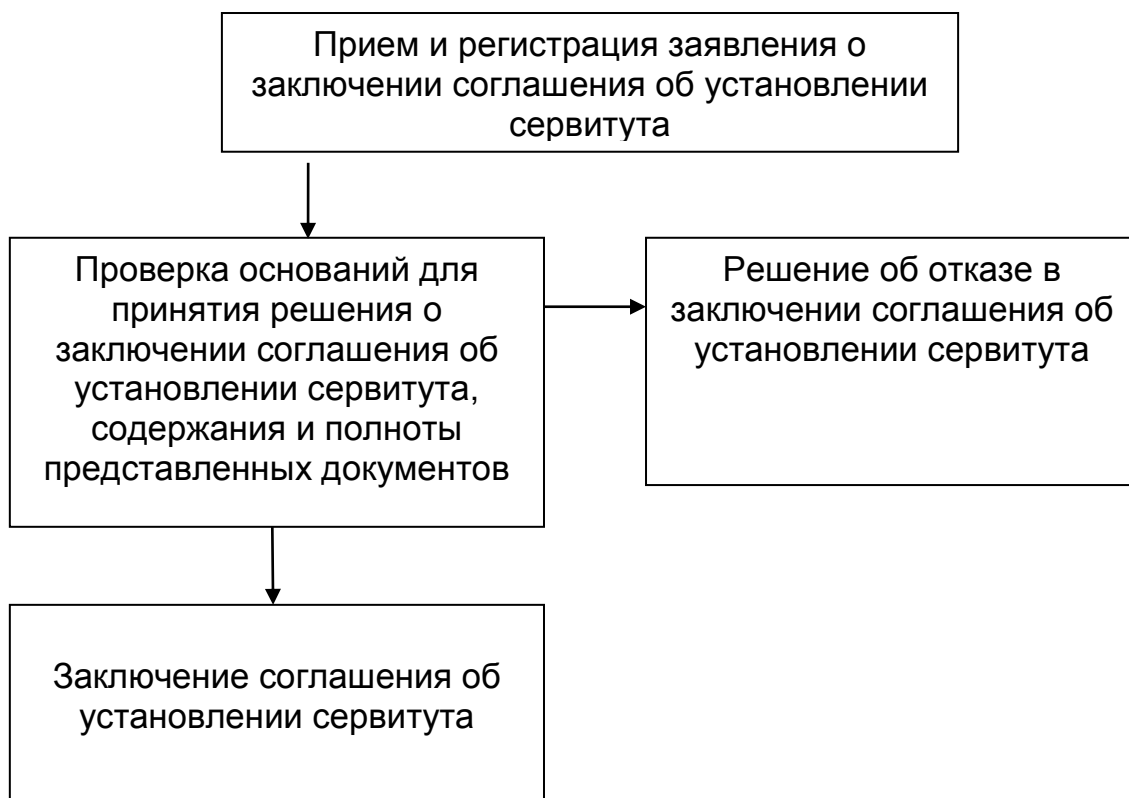 Прием и регистрация заявления о
заключении соглашения об установлении
сервитута
Проверка оснований для
принятия решения о
заключении соглашения об
установлении сервитута,
содержания и полноты
представленных документов
Решение об отказе в
заключении соглашения об
установлении сервитута
Заключение соглашения об
установлении сервитута